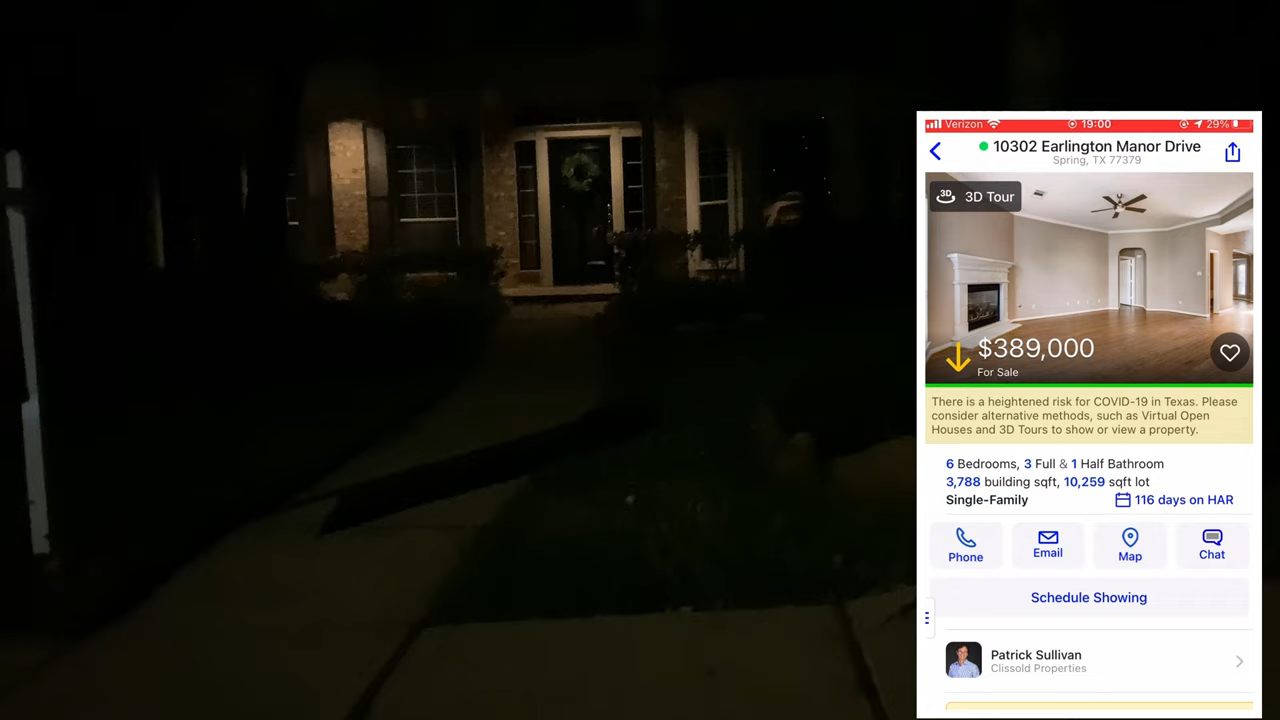 Verizon 19:00 29%
10302 Earlington Manor Drive
Spring, TX 77379
3D 3D Tour
$389,000
For Sale
There is a heightened risk for COVID-19 in Texas. Please
consider alternative methods, such as Virtual Open
Houses and 3D Tours to show or view a property.
6 Bedrooms, 3 Full & 1 Half Bathroom
3,788 building sqft, 10,259 sqft lot
Single-Family 116 days on HAR
Phone Email Map Chat
Schedule Showing
Patrick Sullivan
Clissold Properties